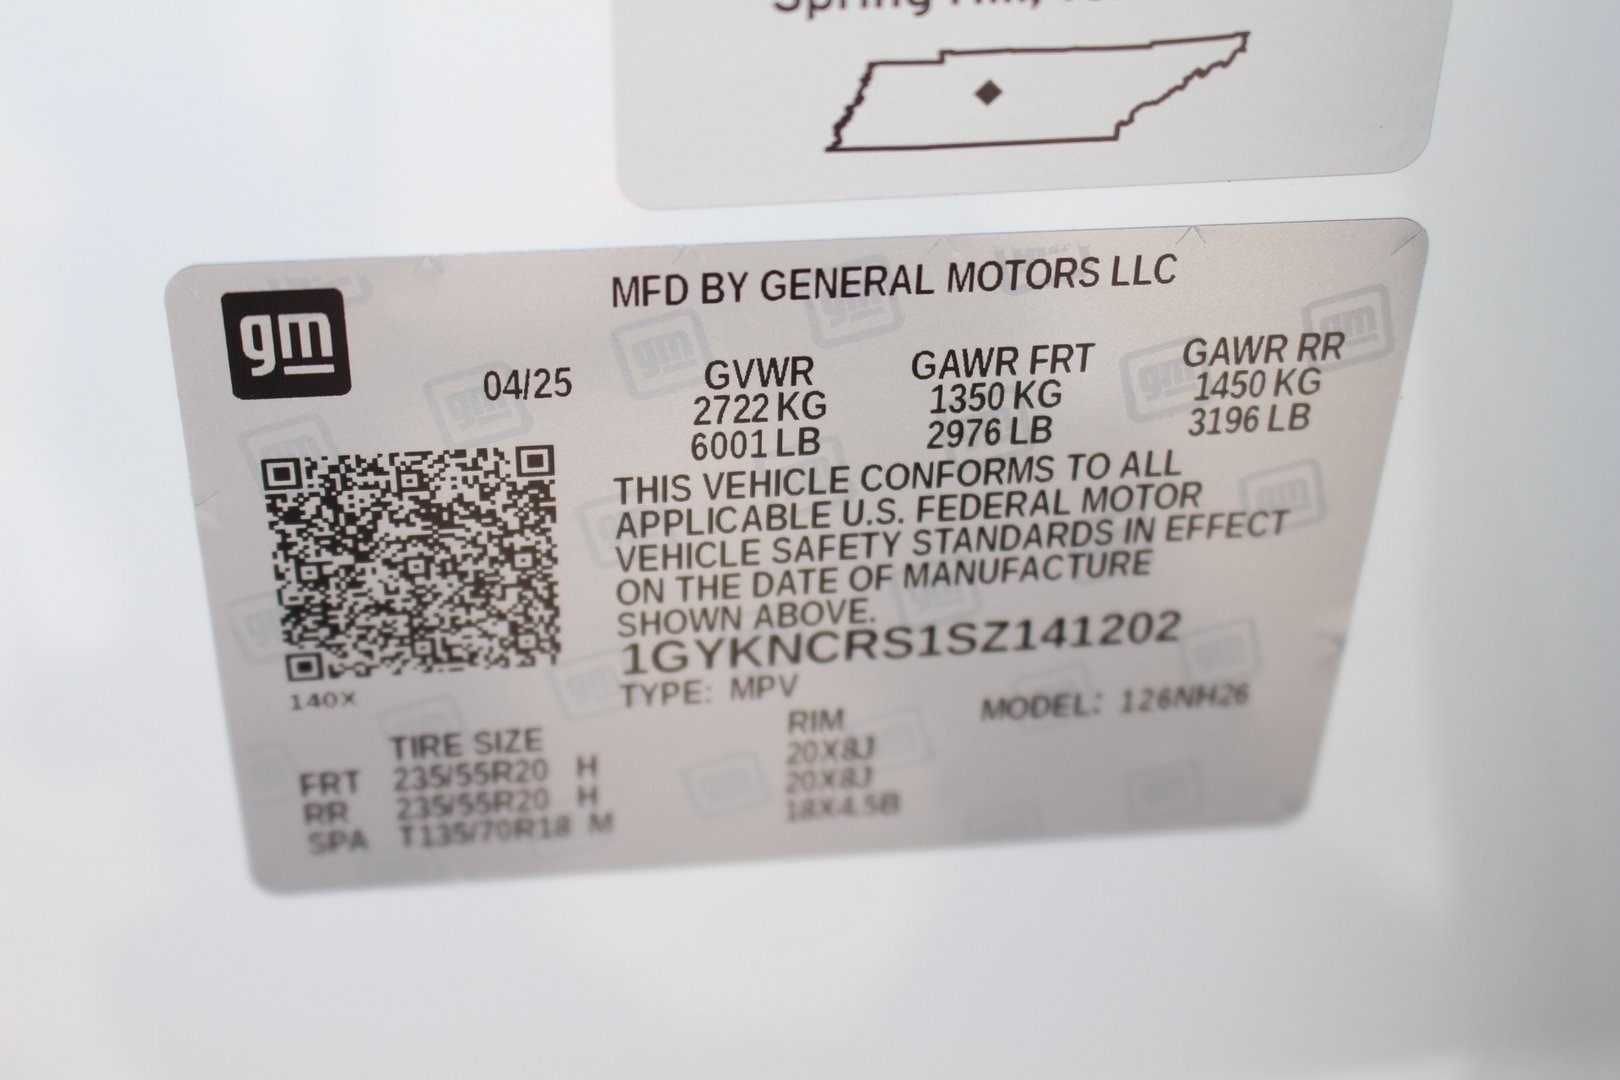 Spring Hill,
MFD BY GENERAL MOTORS LLC
gm
04/25
GVWR GAWR FRT GAWR RR
2722 KG 1350 KG 1450 KG
6001 LB 2976 LB 3196 LB
THIS VEHICLE CONFORMS TO ALL
APPLICABLE U.S. FEDERAL MOTOR
VEHICLE SAFETY STANDARDS IN EFFECT
ON THE DATE OF MANUFACTURE
SHOWN ABOVE.
1GYKNCRS1SZ141202
140X
TYPE: MPV MODEL: 126NH26
TIRE SIZE RIM
FRT 235/55R20 H 20X8J
RR 235/55R20 H 20X8J
SPA T135/70R18 M 18X4.5B